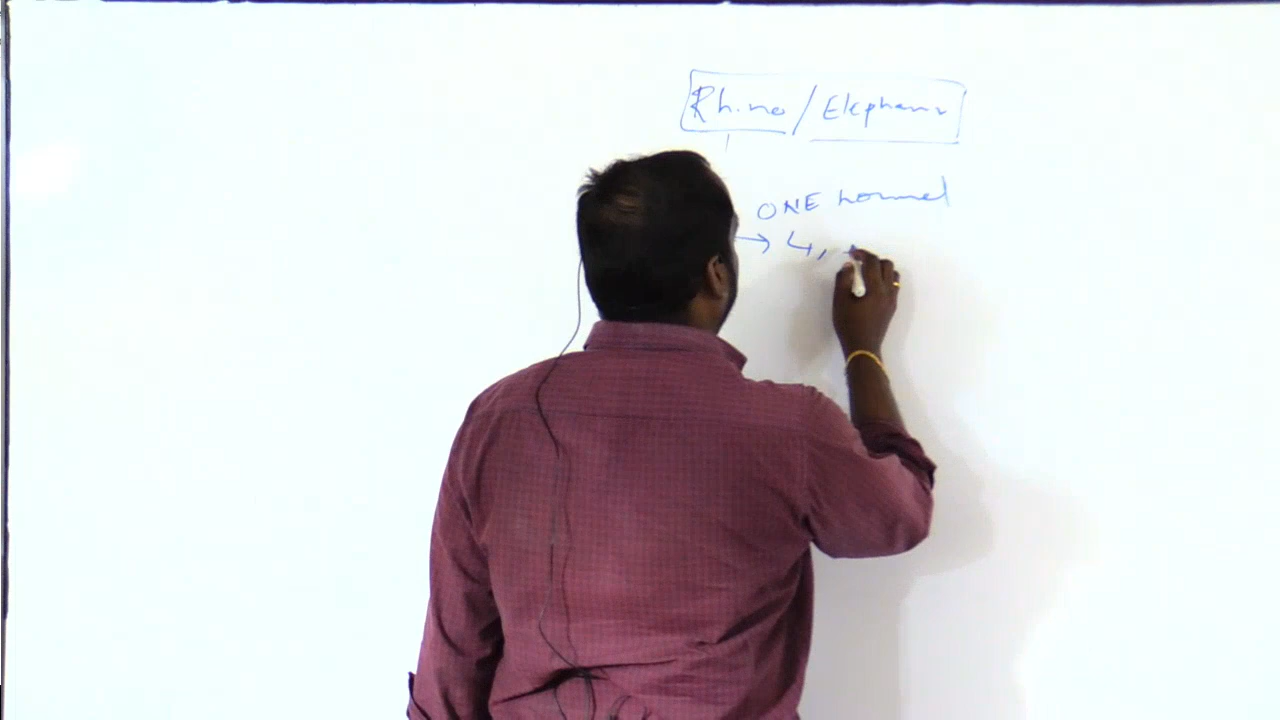 Rhino / Elephant
ONE horned
→ 4,